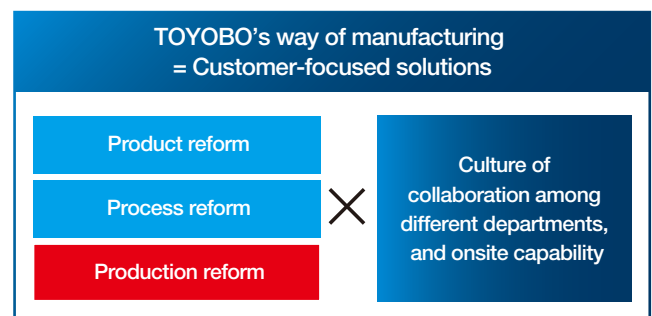 TOYOBO’s way of manufacturing
= Customer-focused solutions
Product reform
Process reform
Production reform
×
Culture of
collaboration among
different departments,
and onsite capability